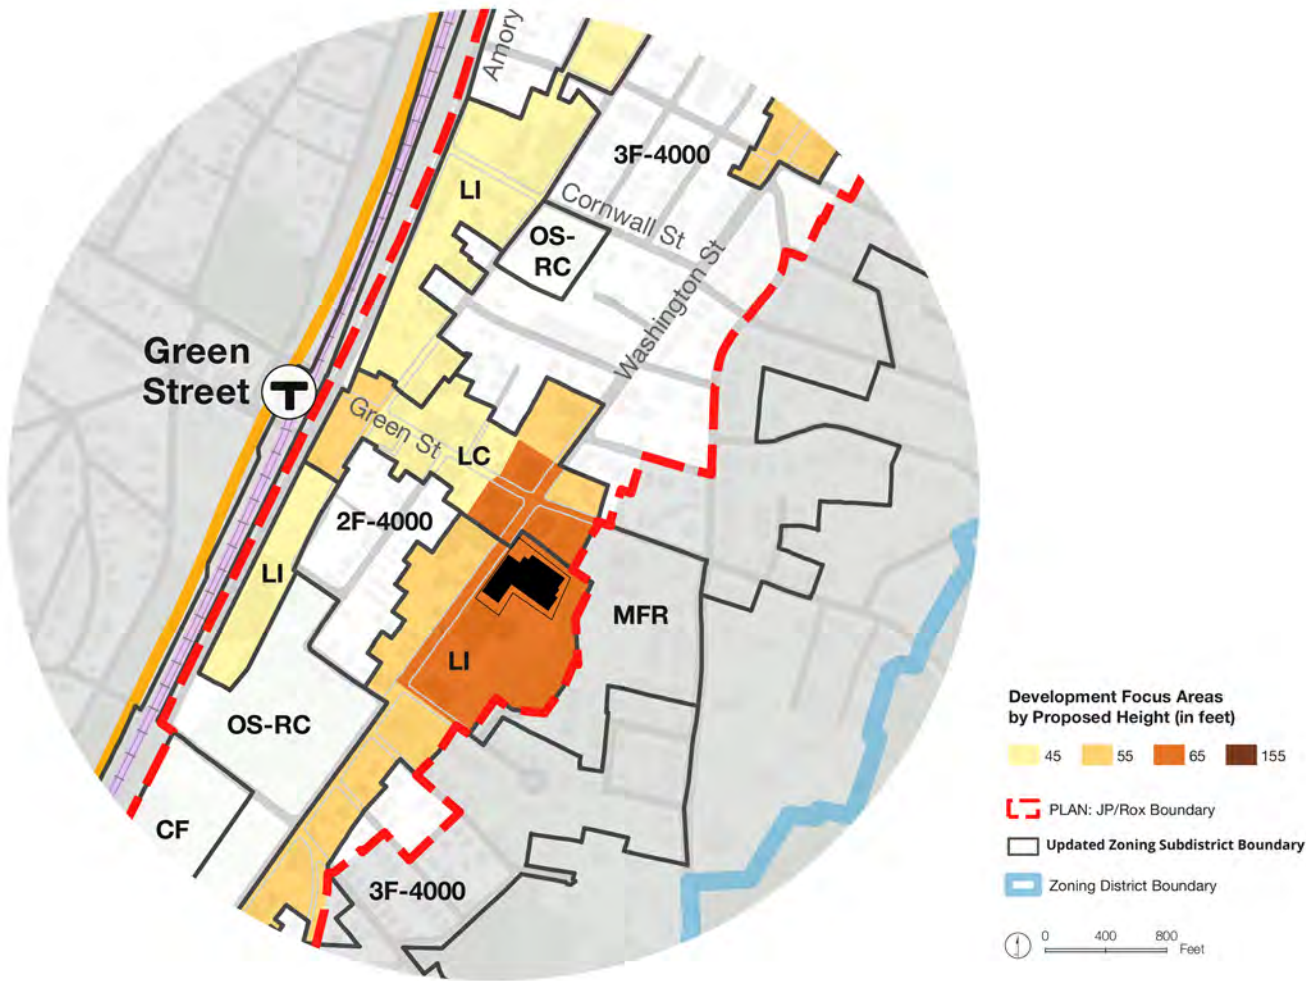 Amory
3F-4000
LI
Cornwall St
OS-
RC
Washington St
Green
Street
T
Green St
LC
2F-4000
LI
MFR
LI
OS-RC
CF
3F-4000
Development Focus Areas
by Proposed Height (in feet)
45 55 65 155
PLAN: JP/Rox Boundary
Updated Zoning Subdistrict Boundary
Zoning District Boundary
0 400 800
Feet